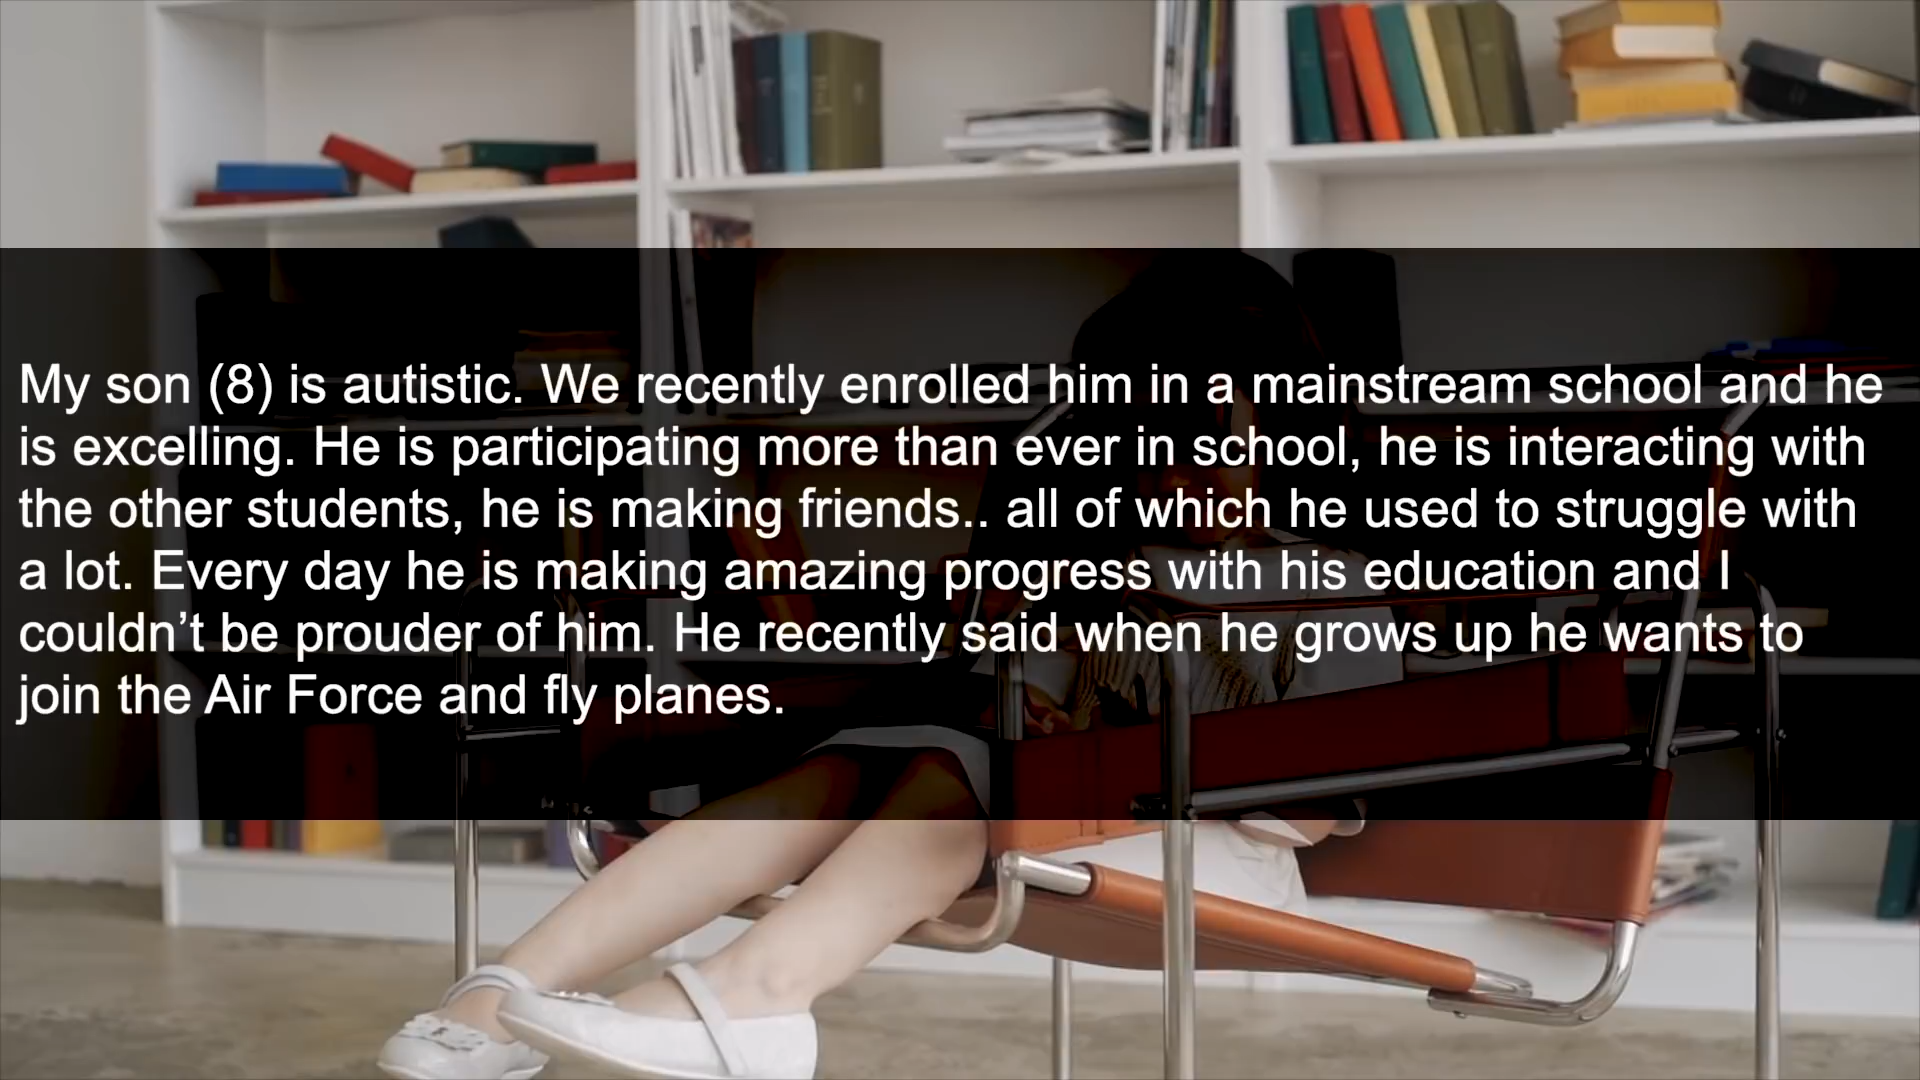 My son (8) is autistic. We recently enrolled him in a mainstream school and he
is excelling. He is participating more than ever in school, he is interacting with
the other students, he is making friends.. all of which he used to struggle with
a lot. Every day he is making amazing progress with his education and I
couldn’t be prouder of him. He recently said when he grows up he wants to
join the Air Force and fly planes.